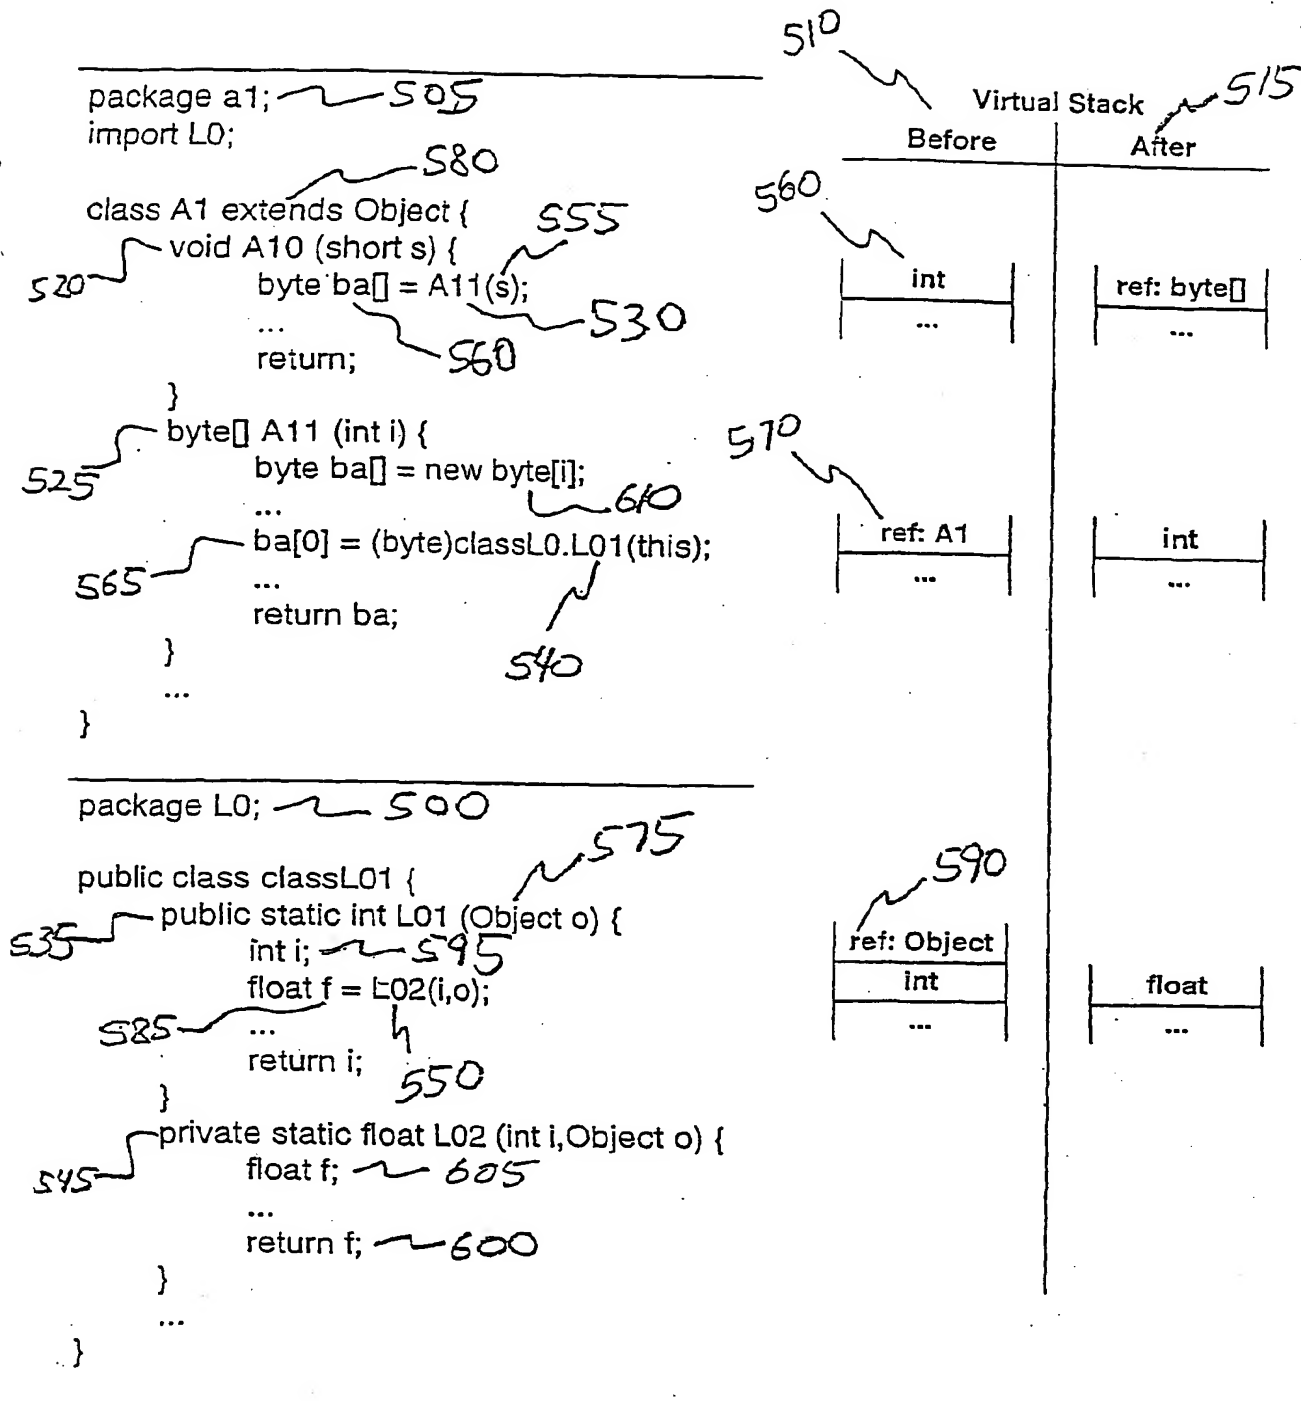 510
package a1; 505
Virtual Stack 515
import L0;
Before After
580
560
class A1 extends Object { 555
void A10 (short s) {
520
byte ba[] = A11(s);
int ref: byte[]
530
... ... ...
return; 560
}
byte[] A11 (int i) {
570
525
byte ba[] = new byte[i];
... 610
ba[0] = (byte)classL0.L01(this);
ref: A1 int
565
... ... ...
return ba;
}
540
...
}
package L0; 500
575
public class classL01 {
590
public static int L01 (Object o) {
535
int i; 595
ref: Object
float f = L02(i,o);
int float
585
... ... ...
return i;
550
}
private static float L02 (int i,Object o) {
545
float f; 605
...
return f; 600
}
...
}